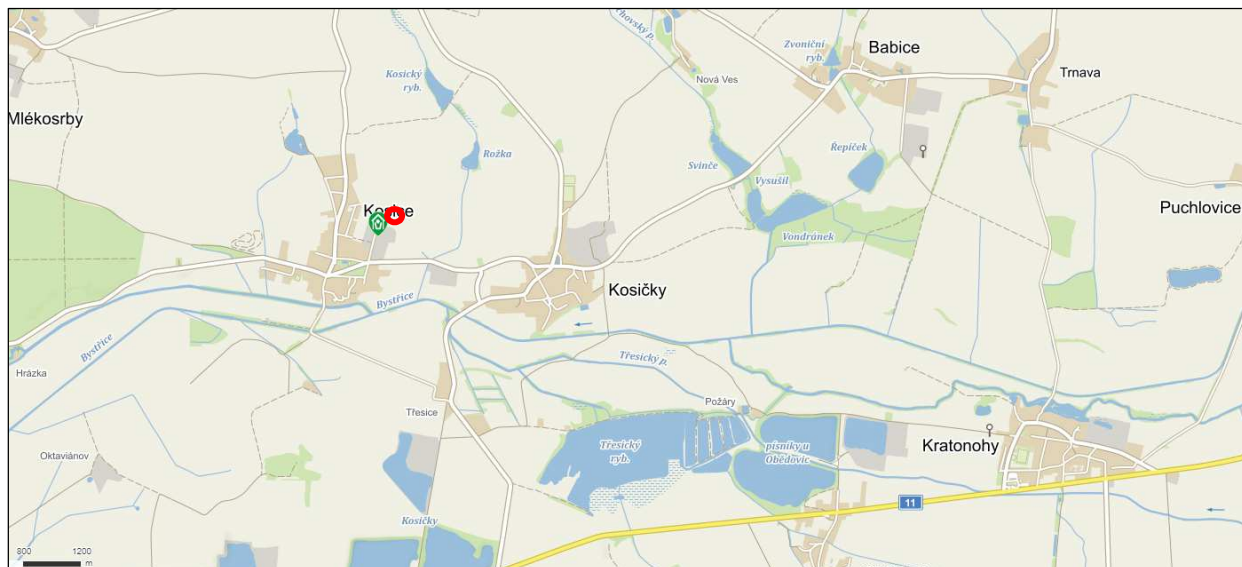 Babice
Zvoniční
ryb.
Trnava
Nová Ves
Kosický
ryb.
Mlékosrby
Rožka
Svinče
Řepíček
Vysušil
Puchlovice
Vondránek
Kosičky
Bystřice
Bystřice
Třesický p.
Hrázka
Požáry
Třesice
Třesický
ryb.
písníky u
Obědovic
Kratonohy
Oktaviánov
11
Kosičky
800
1200
m